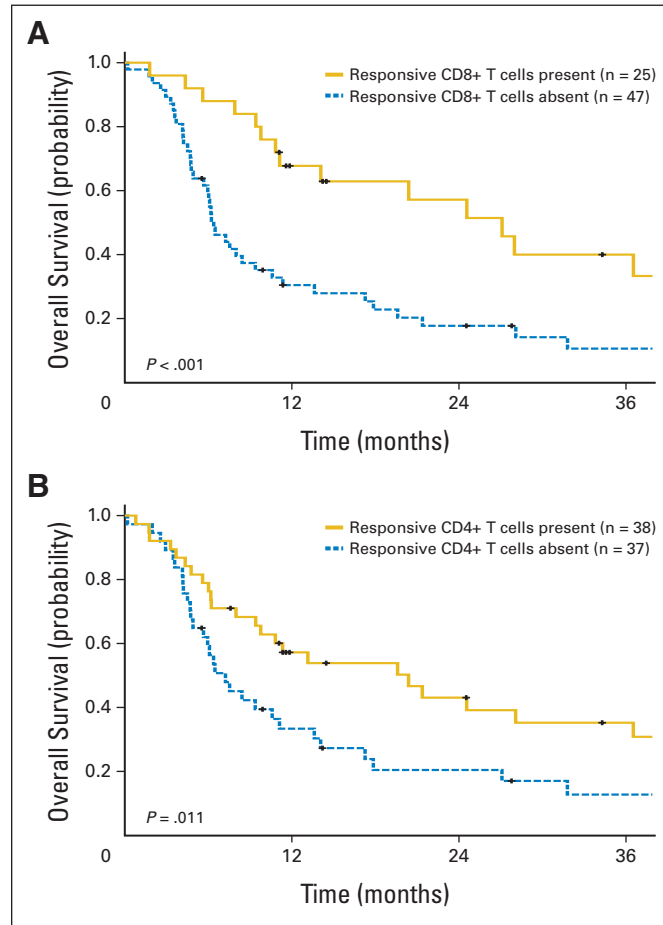 A
1.0
0.8
0.6
0.4
0.2
0
12
24
36
Overall Survival (probability)
Time (months)
Responsive CD8+ T cells present (n = 25)
Responsive CD8+ T cells absent (n = 47)
P < .001
B
1.0
0.8
0.6
0.4
0.2
0
12
24
36
Overall Survival (probability)
Time (months)
Responsive CD4+ T cells present (n = 38)
Responsive CD4+ T cells absent (n = 37)
P = .011